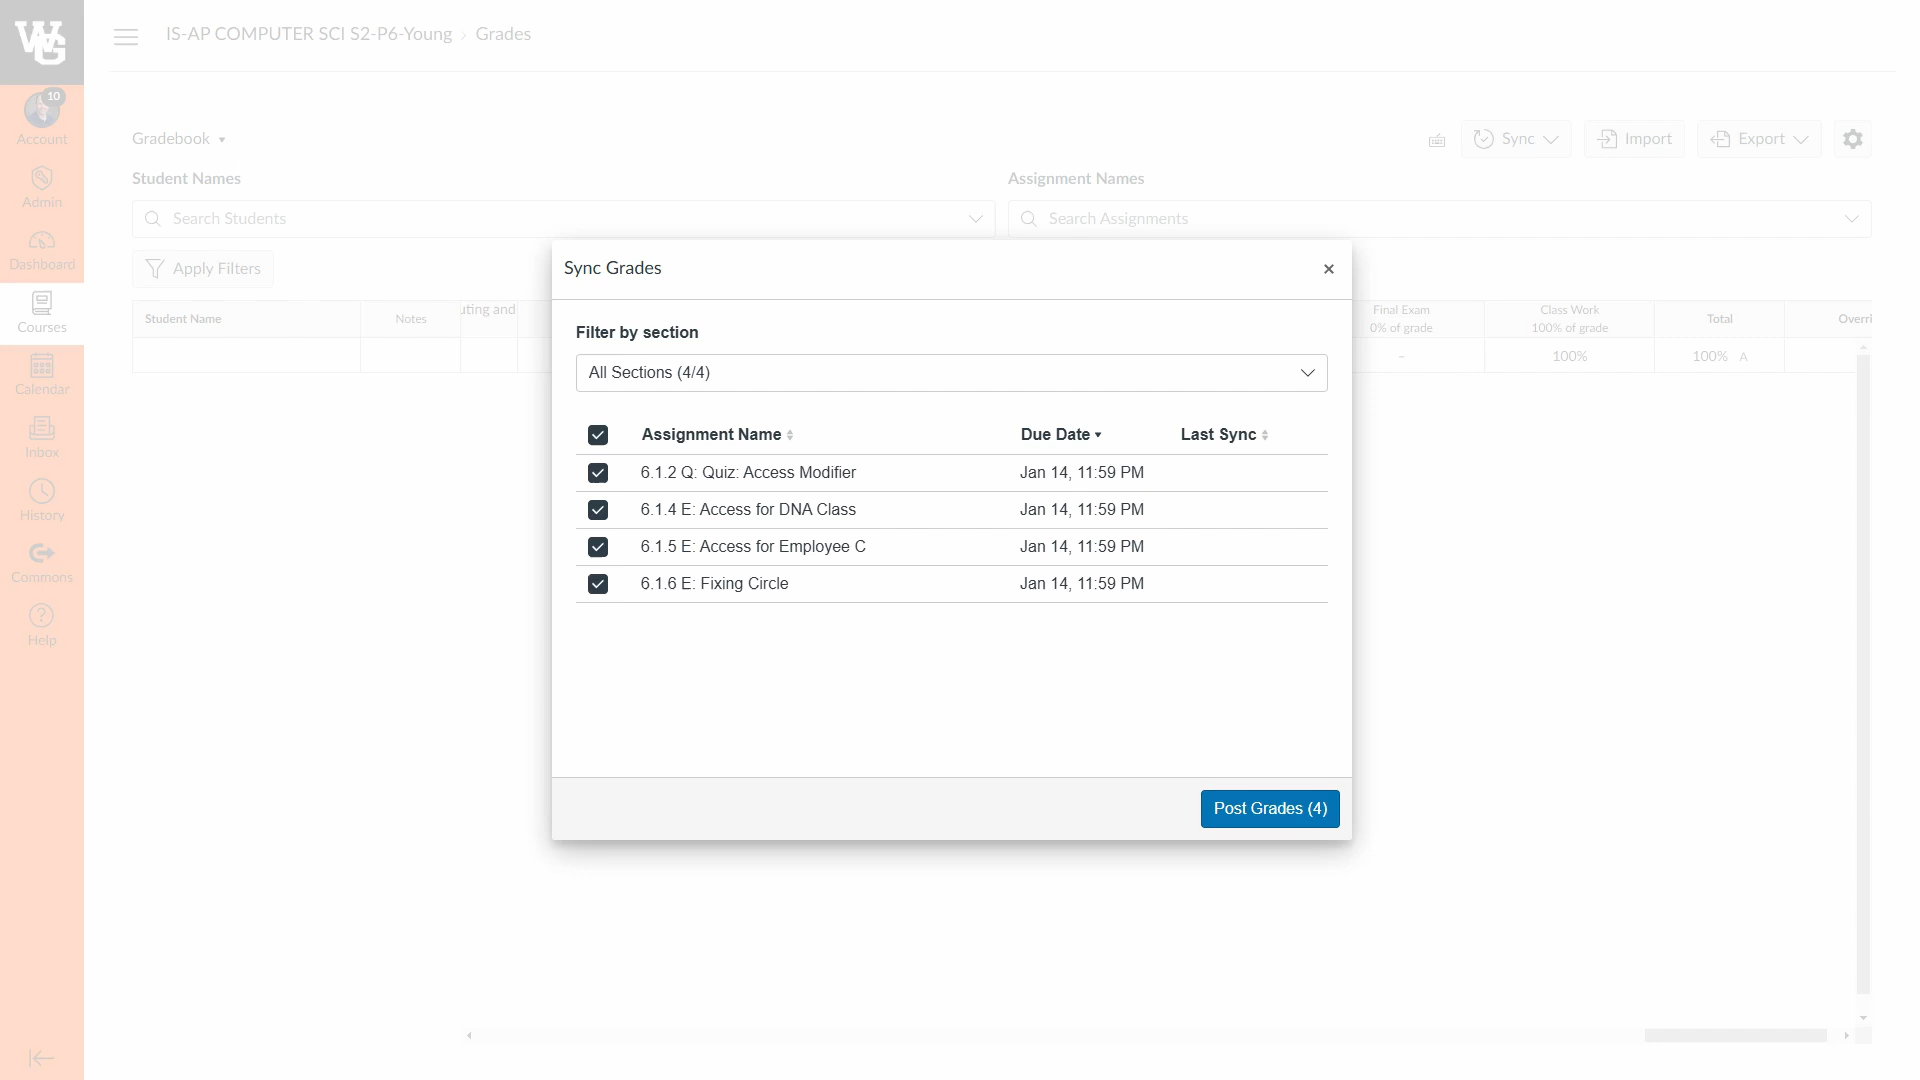 WG
IS-AP COMPUTER SCI S2-P6-Young › Grades
10
Account
Admin
Dashboard
Courses
Calendar
Inbox
History
Commons
Help
Gradebook
Sync
Import
Export
Student Names
Assignment Names
Search Students
Search Assignments
Apply Filters
Student Name
Notes
uting and
Final Exam
0% of grade
Class Work
100% of grade
Total
Overri
–
100%
100% A
Sync Grades
×
Filter by section
All Sections (4/4)
Assignment Name Due Date Last Sync
6.1.2 Q: Quiz: Access Modifier Jan 14, 11:59 PM
6.1.4 E: Access for DNA Class Jan 14, 11:59 PM
6.1.5 E: Access for Employee C Jan 14, 11:59 PM
6.1.6 E: Fixing Circle Jan 14, 11:59 PM
Post Grades (4)